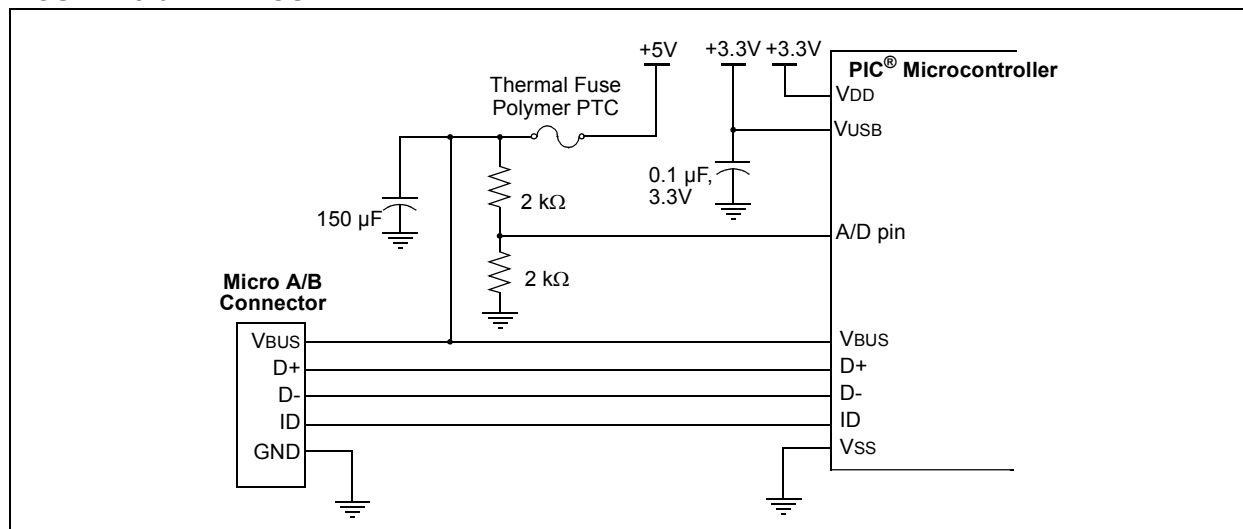 +5V
+3.3V
+3.3V
PIC® Microcontroller
VDD
VUSB
Thermal Fuse
Polymer PTC
0.1 µF,
3.3V
2 kΩ
150 µF
A/D pin
2 kΩ
Micro A/B
Connector
VBUS
D+
D-
ID
GND
VBUS
D+
D-
ID
VSS